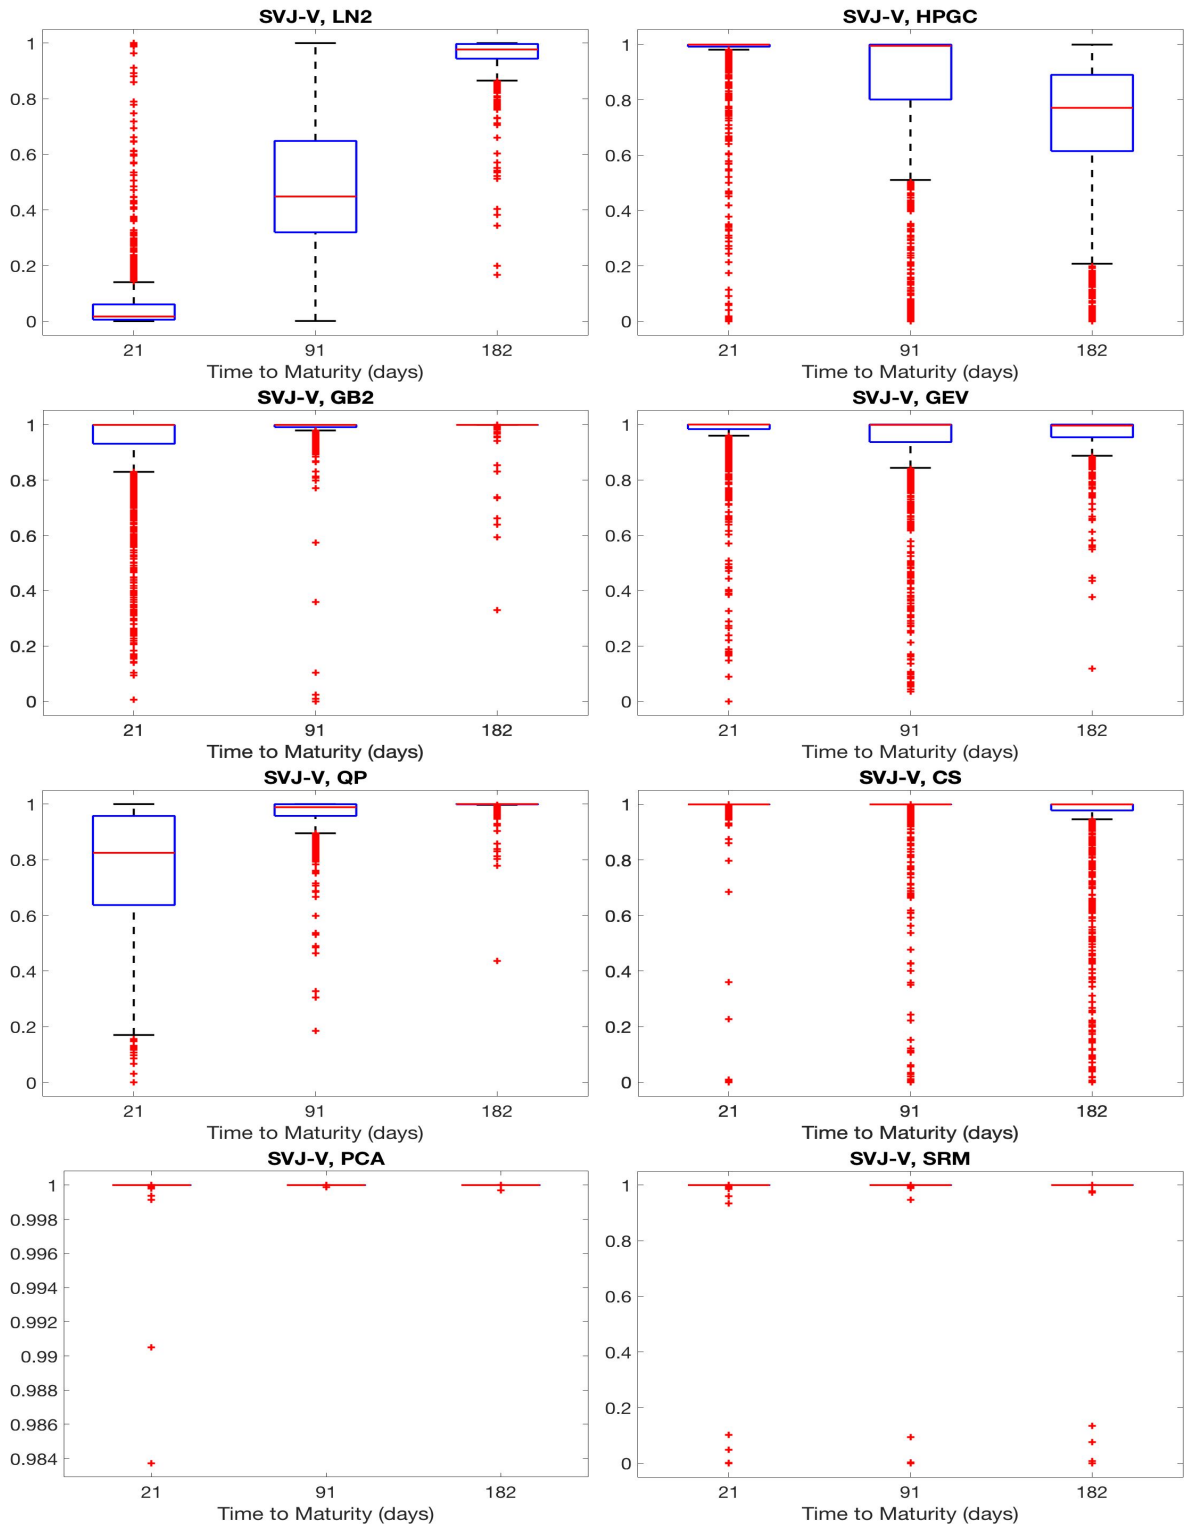 SVJ-V, LN2
1
0.8
0.6
0.4
0.2
0
21 91 182
Time to Maturity (days)
SVJ-V, HPGC
1
0.8
0.6
0.4
0.2
0
21 91 182
Time to Maturity (days)
SVJ-V, GB2
1
0.8
0.6
0.4
0.2
0
21 91 182
Time to Maturity (days)
SVJ-V, GEV
1
0.8
0.6
0.4
0.2
0
21 91 182
Time to Maturity (days)
SVJ-V, QP
1
0.8
0.6
0.4
0.2
0
21 91 182
Time to Maturity (days)
SVJ-V, CS
1
0.8
0.6
0.4
0.2
0
21 91 182
Time to Maturity (days)
SVJ-V, PCA
1
0.998
0.996
0.994
0.992
0.99
0.988
0.986
0.984
21 91 182
Time to Maturity (days)
SVJ-V, SRM
1
0.8
0.6
0.4
0.2
0
21 91 182
Time to Maturity (days)